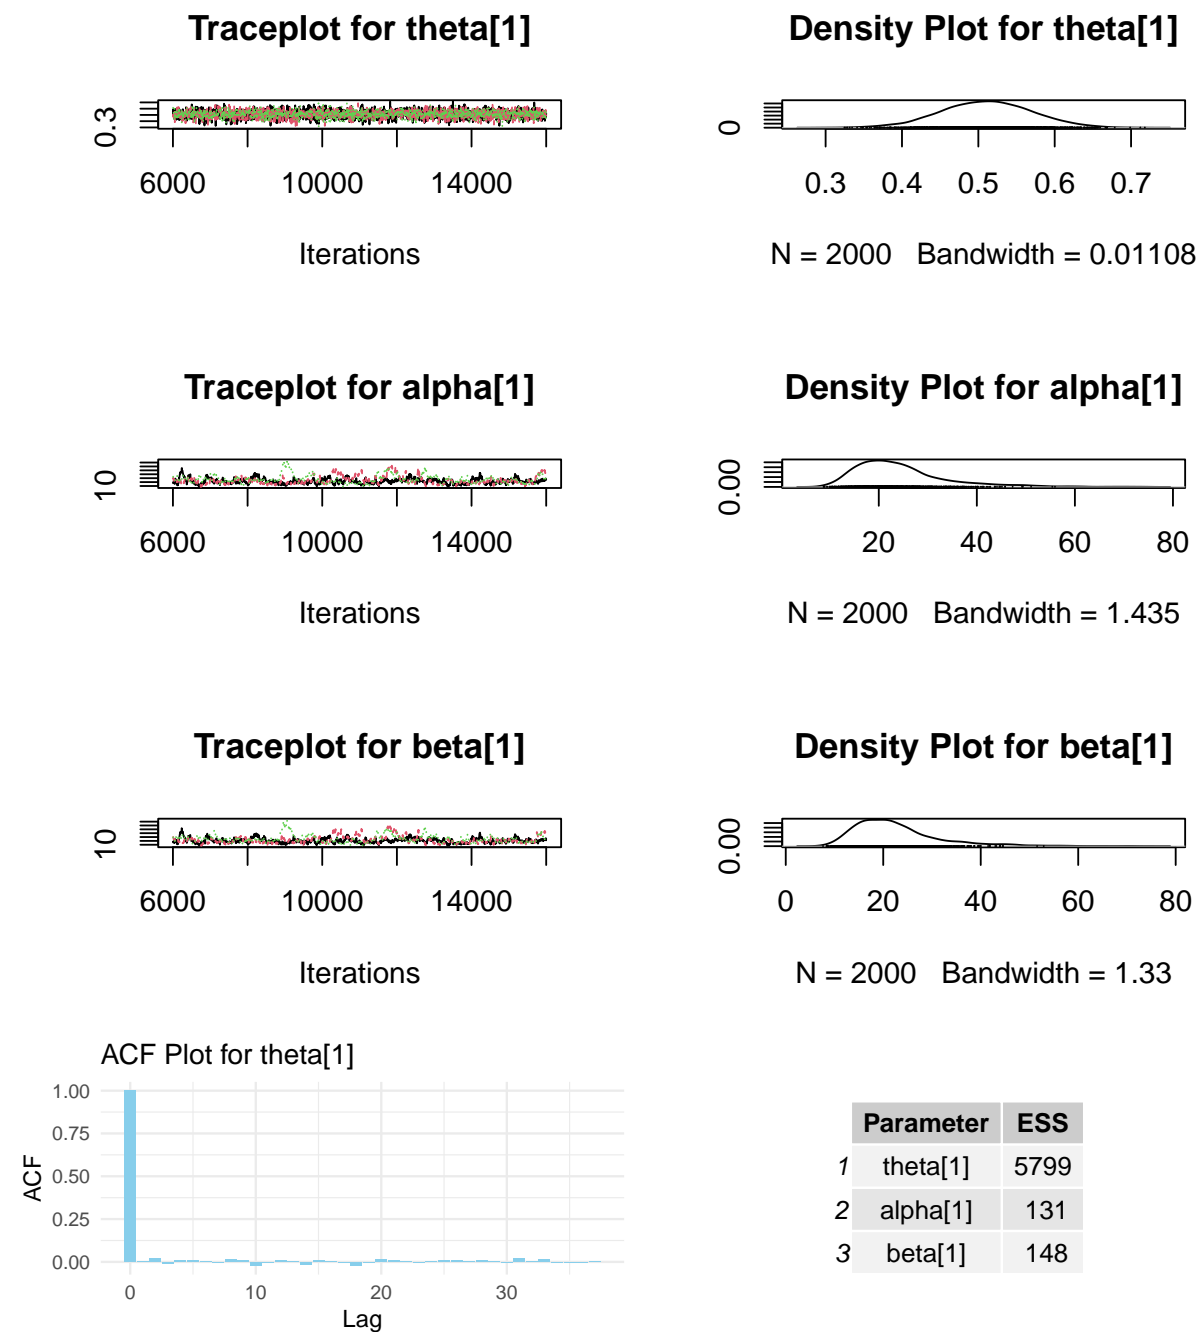 Traceplot for theta[1]
Density Plot for theta[1]
0.3
0
6000 10000 14000
0.3 0.4 0.5 0.6 0.7
Iterations
N = 2000 Bandwidth = 0.01108
Traceplot for alpha[1]
Density Plot for alpha[1]
10
0.00
6000 10000 14000
20 40 60 80
Iterations
N = 2000 Bandwidth = 1.435
Traceplot for beta[1]
Density Plot for beta[1]
10
0.00
6000 10000 14000
0 20 40 60 80
Iterations
N = 2000 Bandwidth = 1.33
ACF Plot for theta[1]
1.00
0.75
0.50
0.25
0.00
ACF
0 10 20 30
Lag
Parameter ESS
1 theta[1] 5799
2 alpha[1] 131
3 beta[1] 148